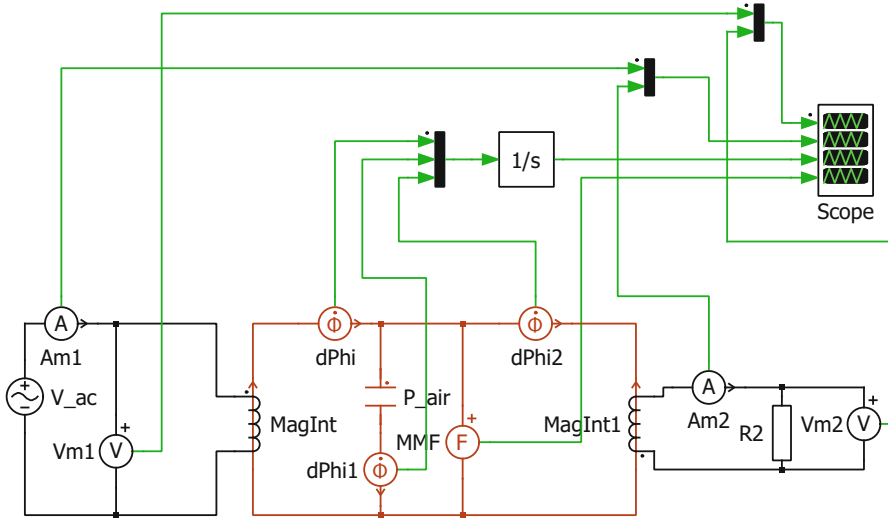 1/s
Scope
A
Φ
Φ
Am1
dPhi
dPhi2
V_ac
P_air
A
MagInt
MagInt1
Am2
Vm1
V
MMF
F
R2
Vm2
V
dPhi1
Φ